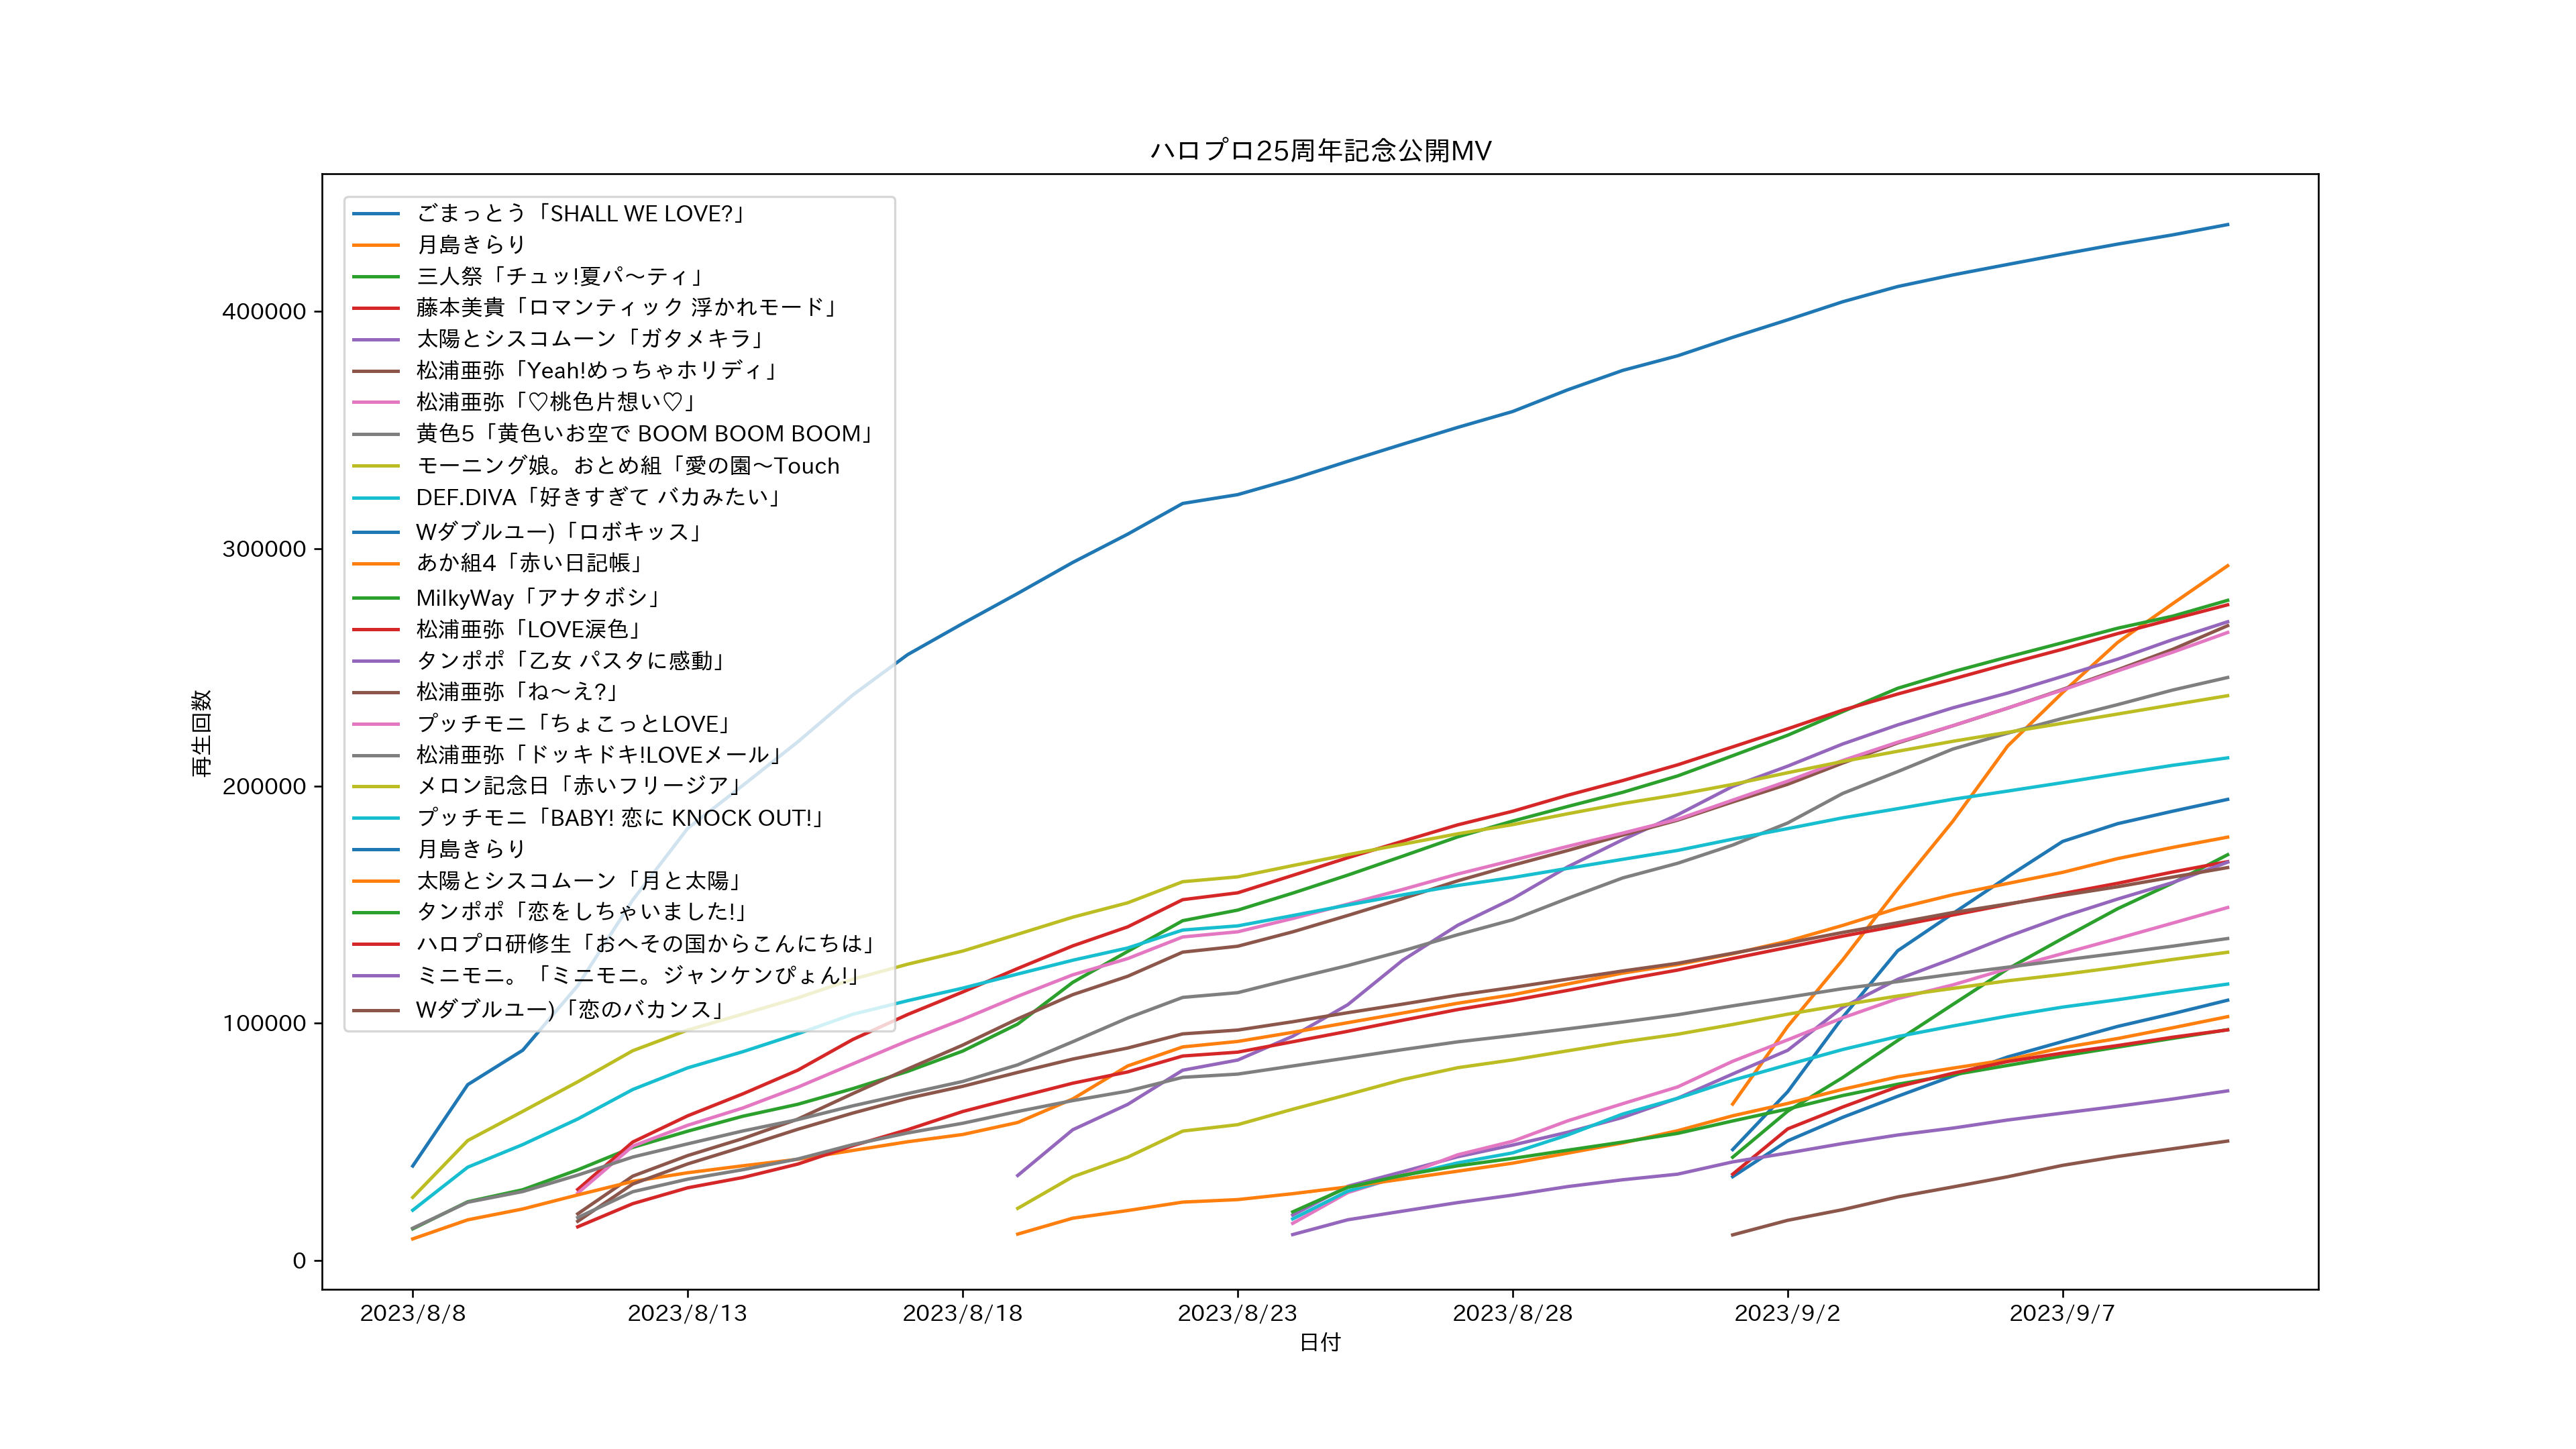 ハロプロ25周年記念公開MV
ごまっとう「SHALL WE LOVE?」
月島きらり
三人祭「チュッ!夏パ～ティ」
藤本美貴「ロマンティック 浮かれモード」
太陽とシスコムーン「ガタメキラ」
松浦亜弥「Yeah!めっちゃホリディ」
松浦亜弥「♡桃色片想い♡」
黄色5「黄色いお空で BOOM BOOM BOOM」
モーニング娘。おとめ組「愛の園～Touch
DEF.DIVA「好きすぎて バカみたい」
Wダブルユー)「ロボキッス」
あか組4「赤い日記帳」
MilkyWay「アナタボシ」
松浦亜弥「LOVE涙色」
タンポポ「乙女 パスタに感動」
松浦亜弥「ね～え?」
プッチモニ「ちょこっとLOVE」
松浦亜弥「ドッキドキ!LOVEメール」
メロン記念日「赤いフリージア」
プッチモニ「BABY! 恋に KNOCK OUT!」
月島きらり
太陽とシスコムーン「月と太陽」
タンポポ「恋をしちゃいました!」
ハロプロ研修生「おへその国からこんにちは」
ミニモニ。「ミニモニ。ジャンケンぴょん!」
Wダブルユー)「恋のバカンス」
再生回数
400000
300000
200000
100000
0
2023/8/8
2023/8/13
2023/8/18
2023/8/23
2023/8/28
2023/9/2
2023/9/7
日付